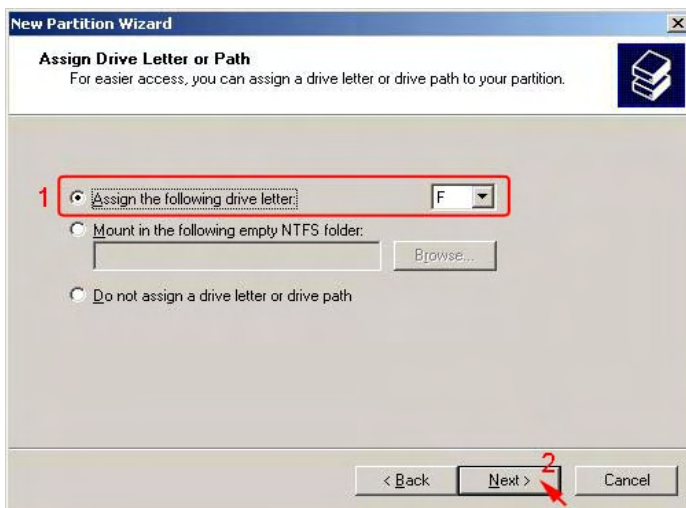 New Partition Wizard
Assign Drive Letter or Path
For easier access, you can assign a drive letter or drive path to your partition.
1
Assign the following drive letter:
F
Mount in the following empty NTFS folder:
Browse...
Do not assign a drive letter or drive path
2
< Back
Next >
Cancel